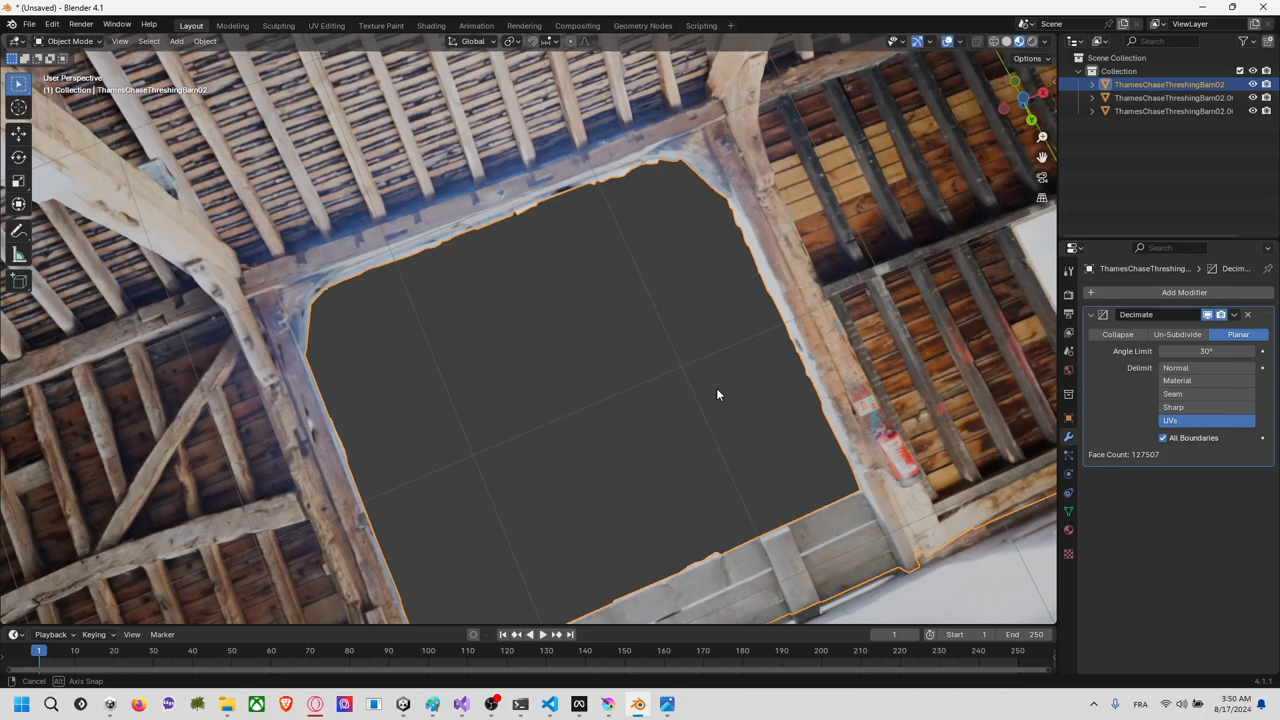 * (Unsaved) - Blender 4.1
File Edit Render Window Help
Layout Modeling Sculpting UV Editing Texture Paint Shading Animation Rendering Compositing Geometry Nodes Scripting +
Scene
ViewLayer
Object Mode View Select Add Object
Global
Options
Search
User Perspective
(1) Collection | ThamesChaseThreshingBarn02
Scene Collection
Collection
ThamesChaseThreshingBarn02
ThamesChaseThreshingBarn02.0
ThamesChaseThreshingBarn02.0
X
Y
Search
ThamesChaseThreshing... > Decim...
+ Add Modifier
Decimate
Collapse Un-Subdivide Planar
Angle Limit 30°
Delimit Normal
Material
Seam
Sharp
UVs
All Boundaries
Face Count: 127507
Playback Keying View Marker
1 Start 1 End 250
1 10 20 30 40 50 60 70 80 90 100 110 120 130 140 150 160 170 180 190 200 210 220 230 240 250
Cancel Alt Axis Snap
4.1.1
FRA
3:50 AM
8/17/2024